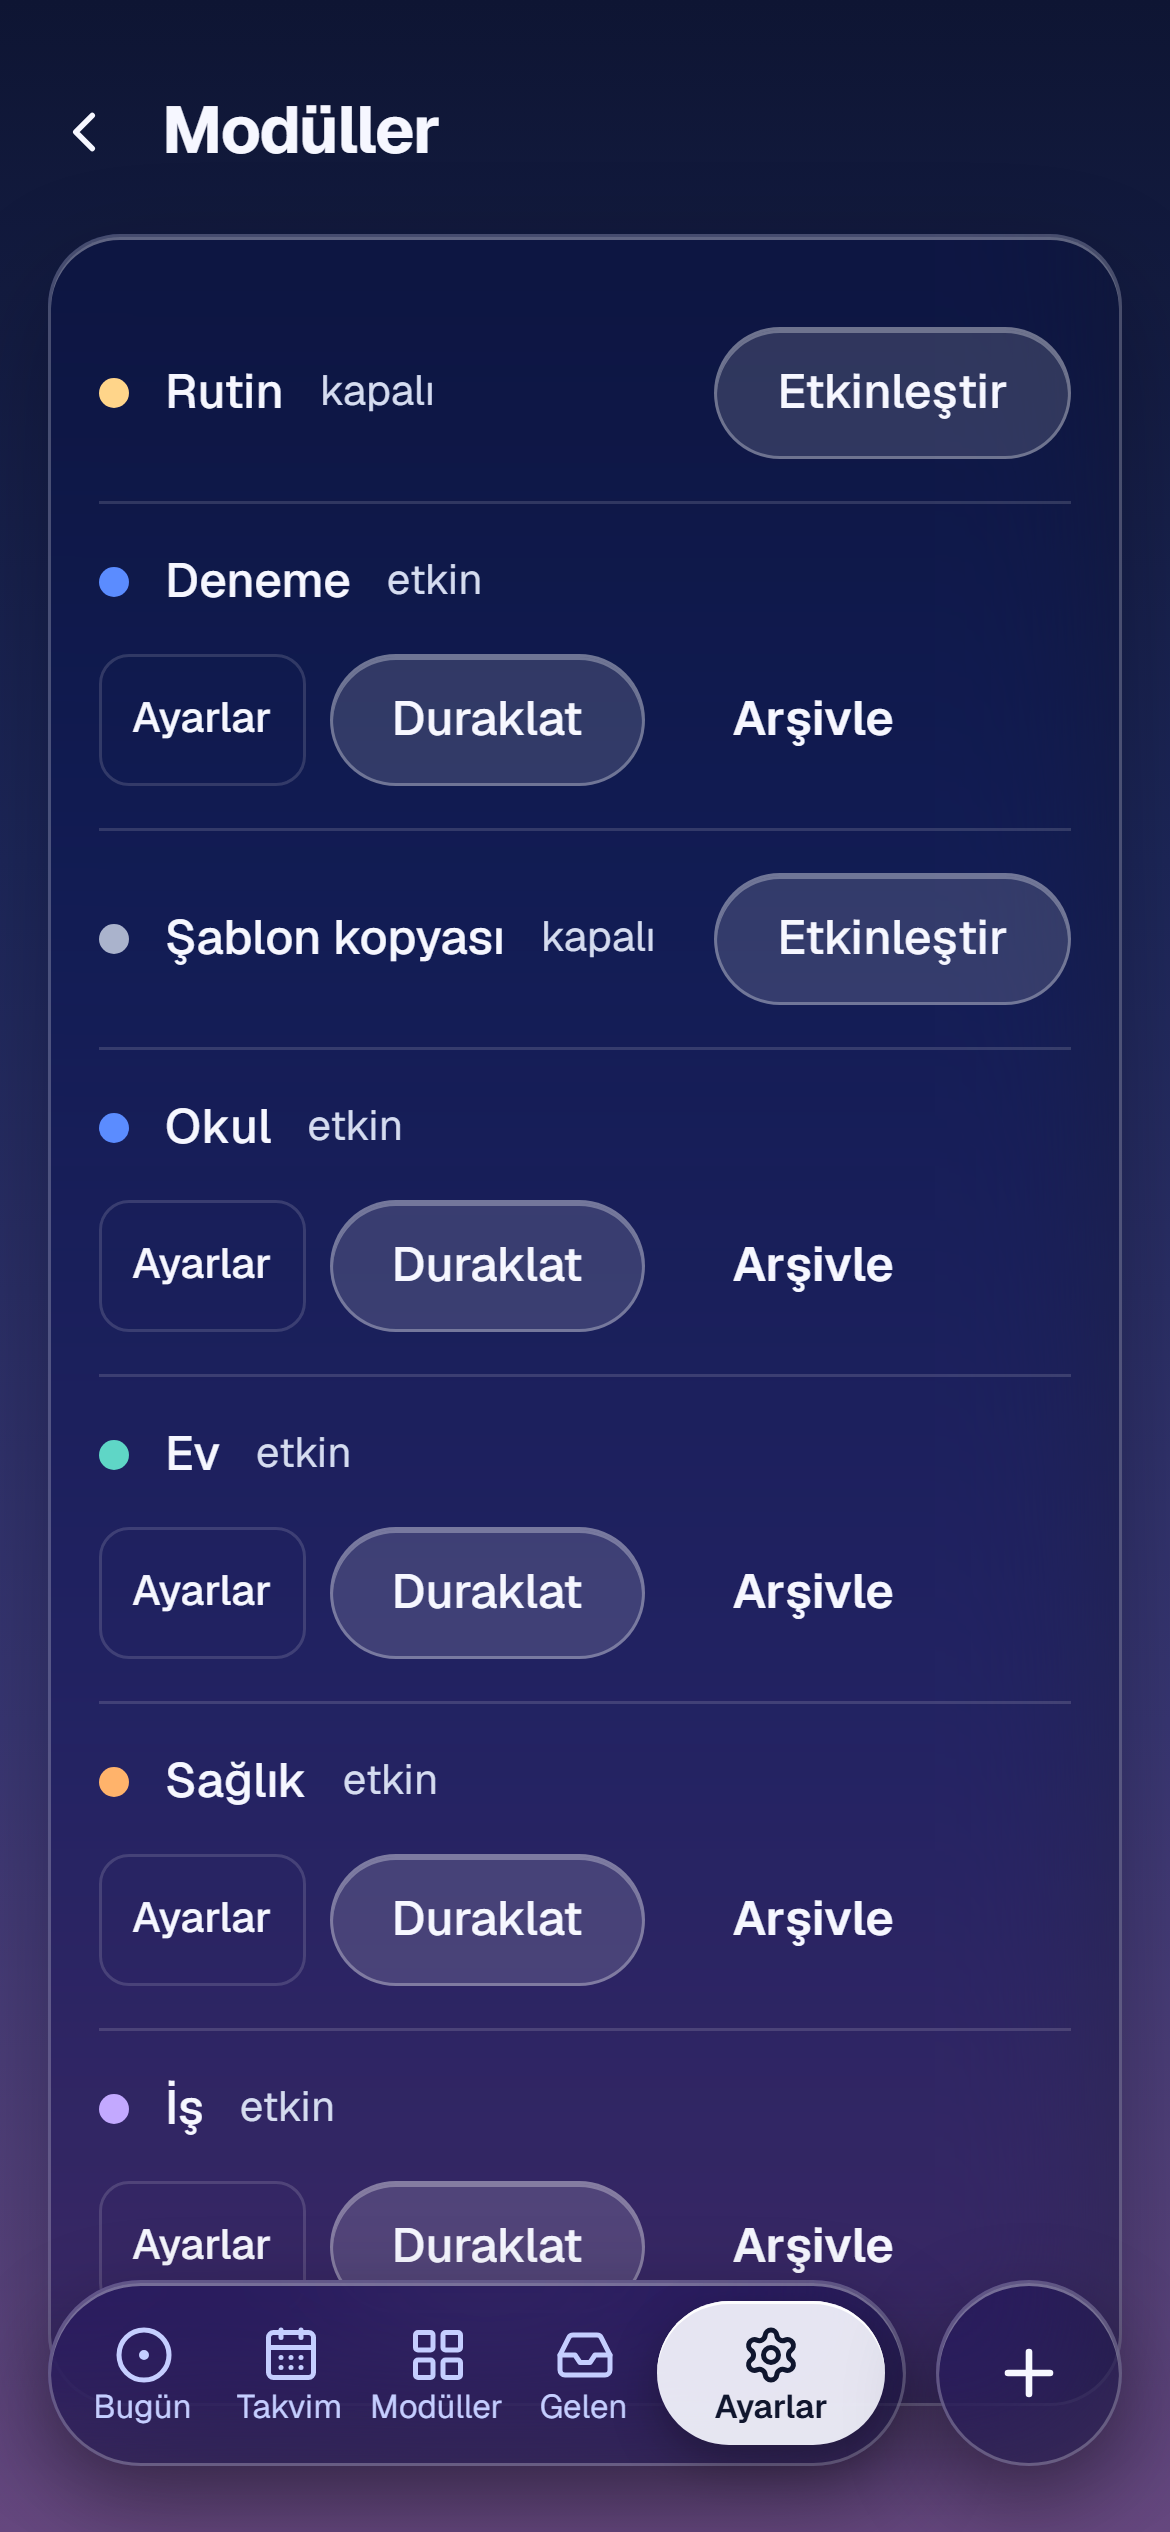 Modüller
Rutin kapalı Etkinleştir
Deneme etkin
Ayarlar Duraklat Arşivle
Şablon kopyası kapalı Etkinleştir
Okul etkin
Ayarlar Duraklat Arşivle
Ev etkin
Ayarlar Duraklat Arşivle
Sağlık etkin
Ayarlar Duraklat Arşivle
İş etkin
Ayarlar Duraklat Arşivle
Bugün Takvim Modüller Gelen Ayarlar